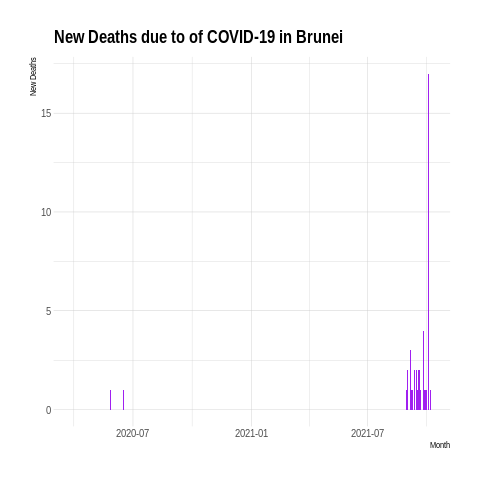 New Deaths due to of COVID-19 in Brunei
New Deaths
15
10
5
0
2020-07
2021-01
2021-07
Month